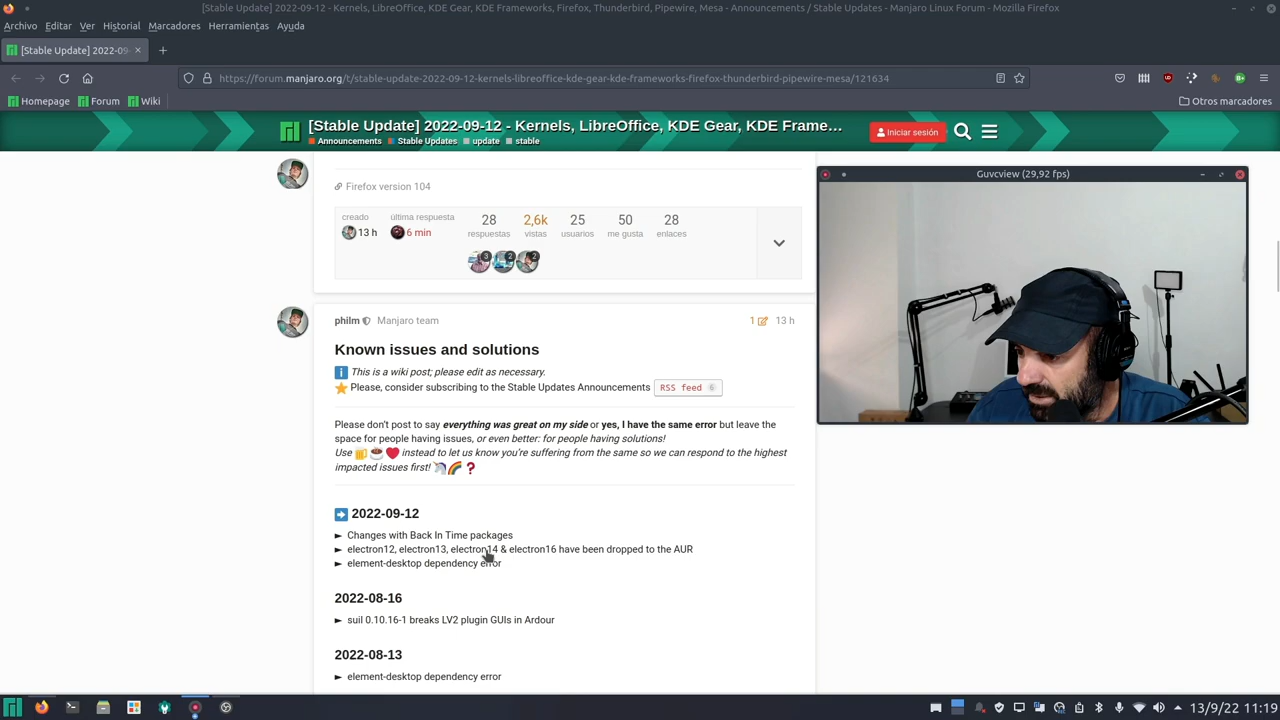 [Stable Update] 2022-09-12 - Kernels, LibreOffice, KDE Gear, KDE Frameworks, Firefox, Thunderbird, Pipewire, Mesa - Announcements / Stable Updates - Manjaro Linux Forum - Mozilla Firefox
Archivo Editar Ver Historial Marcadores Herramientas Ayuda
[Stable Update] 2022-09-
https://forum.manjaro.org/t/stable-update-2022-09-12-kernels-libreoffice-kde-gear-kde-frameworks-firefox-thunderbird-pipewire-mesa/121634
Homepage Forum Wiki Otros marcadores
[Stable Update] 2022-09-12 - Kernels, LibreOffice, KDE Gear, KDE Frame…
Announcements Stable Updates update stable
Iniciar sesión
Firefox version 104
creado última respuesta 28 2,6k 25 50 28
13 h 6 min respuestas vistas usuarios me gusta enlaces
3 2 2
Guvcview (29,92 fps)
philm Manjaro team 1 13 h
Known issues and solutions
This is a wiki post; please edit as necessary.
Please, consider subscribing to the Stable Updates Announcements RSS feed 6
Please don't post to say everything was great on my side or yes, I have the same error but leave the
space for people having issues, or even better: for people having solutions!
Use instead to let us know you're suffering from the same so we can respond to the highest
impacted issues first!
2022-09-12
► Changes with Back In Time packages
► electron12, electron13, electron14 & electron16 have been dropped to the AUR
► element-desktop dependency error
2022-08-16
► suil 0.10.16-1 breaks LV2 plugin GUIs in Ardour
2022-08-13
► element-desktop dependency error
13/9/22 11:19